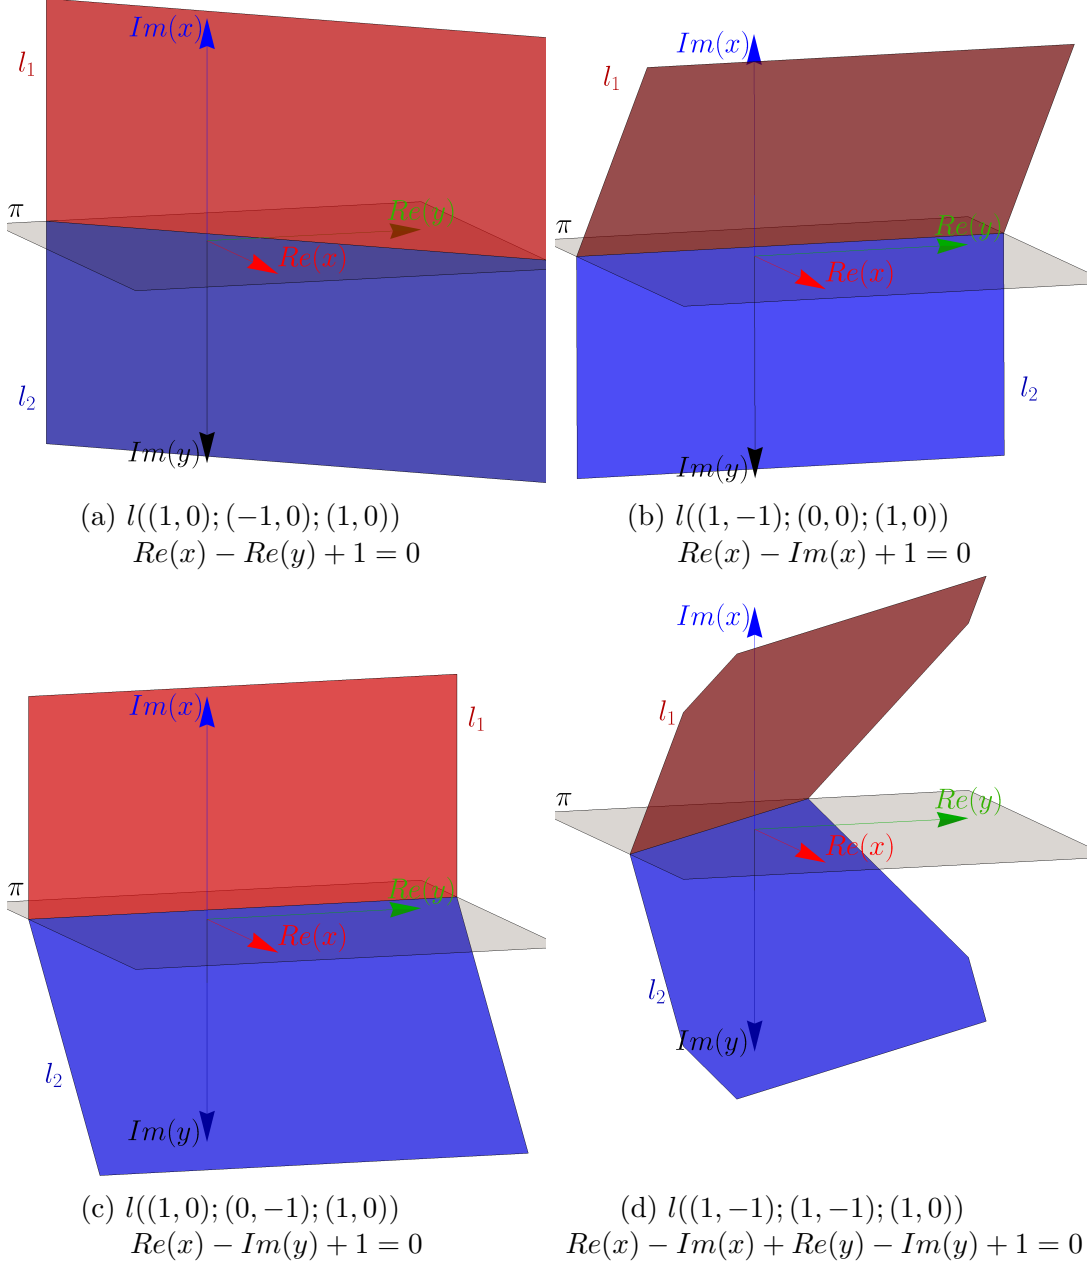 Im(x)
l₁
π
Re(y)
Re(x)
l₂
Im(y)
(a) l((1, 0); (−1, 0); (1, 0))
Re(x) − Re(y) + 1 = 0
Im(x)
l₁
π
Re(y)
Re(x)
l₂
Im(y)
(b) l((1, −1); (0, 0); (1, 0))
Re(x) − Im(x) + 1 = 0
Im(x)
l₁
π
Re(y)
Re(x)
l₂
Im(y)
(c) l((1, 0); (0, −1); (1, 0))
Re(x) − Im(y) + 1 = 0
Im(x)
l₁
π
Re(y)
Re(x)
l₂
Im(y)
(d) l((1, −1); (1, −1); (1, 0))
Re(x) − Im(x) + Re(y) − Im(y) + 1 = 0